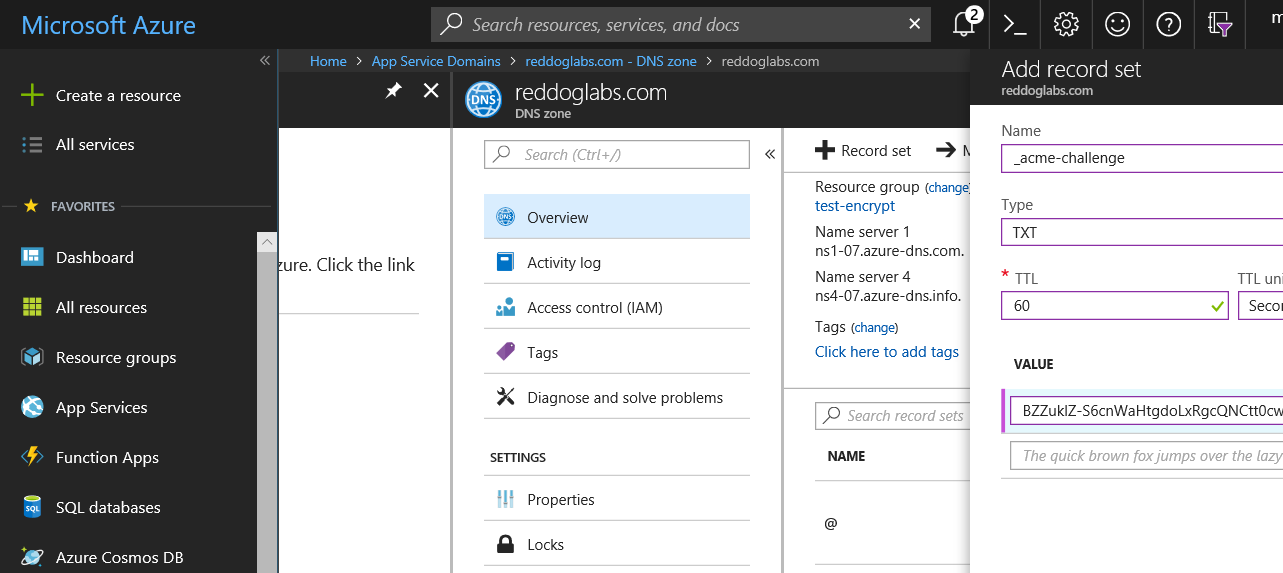 Microsoft Azure
Search resources, services, and docs
2
Home > App Service Domains > reddoglabs.com - DNS zone > reddoglabs.com
Create a resource
All services
FAVORITES
Dashboard
All resources
Resource groups
App Services
Function Apps
SQL databases
SQL
Azure Cosmos DB
zure. Click the link
DNS
reddoglabs.com
DNS zone
Search (Ctrl+/)
DNS
Overview
Activity log
Access control (IAM)
Tags
Diagnose and solve problems
SETTINGS
Properties
Locks
Record set
Resource group (change)
test-encrypt
Name server 1
ns1-07.azure-dns.com.
Name server 4
ns4-07.azure-dns.info.
Tags (change)
Click here to add tags
Search record sets
NAME
@
Add record set
reddoglabs.com
Name
_acme-challenge
Type
TXT
* TTL
TTL uni
60
Secon
VALUE
The quick brown fox jumps over the lazy